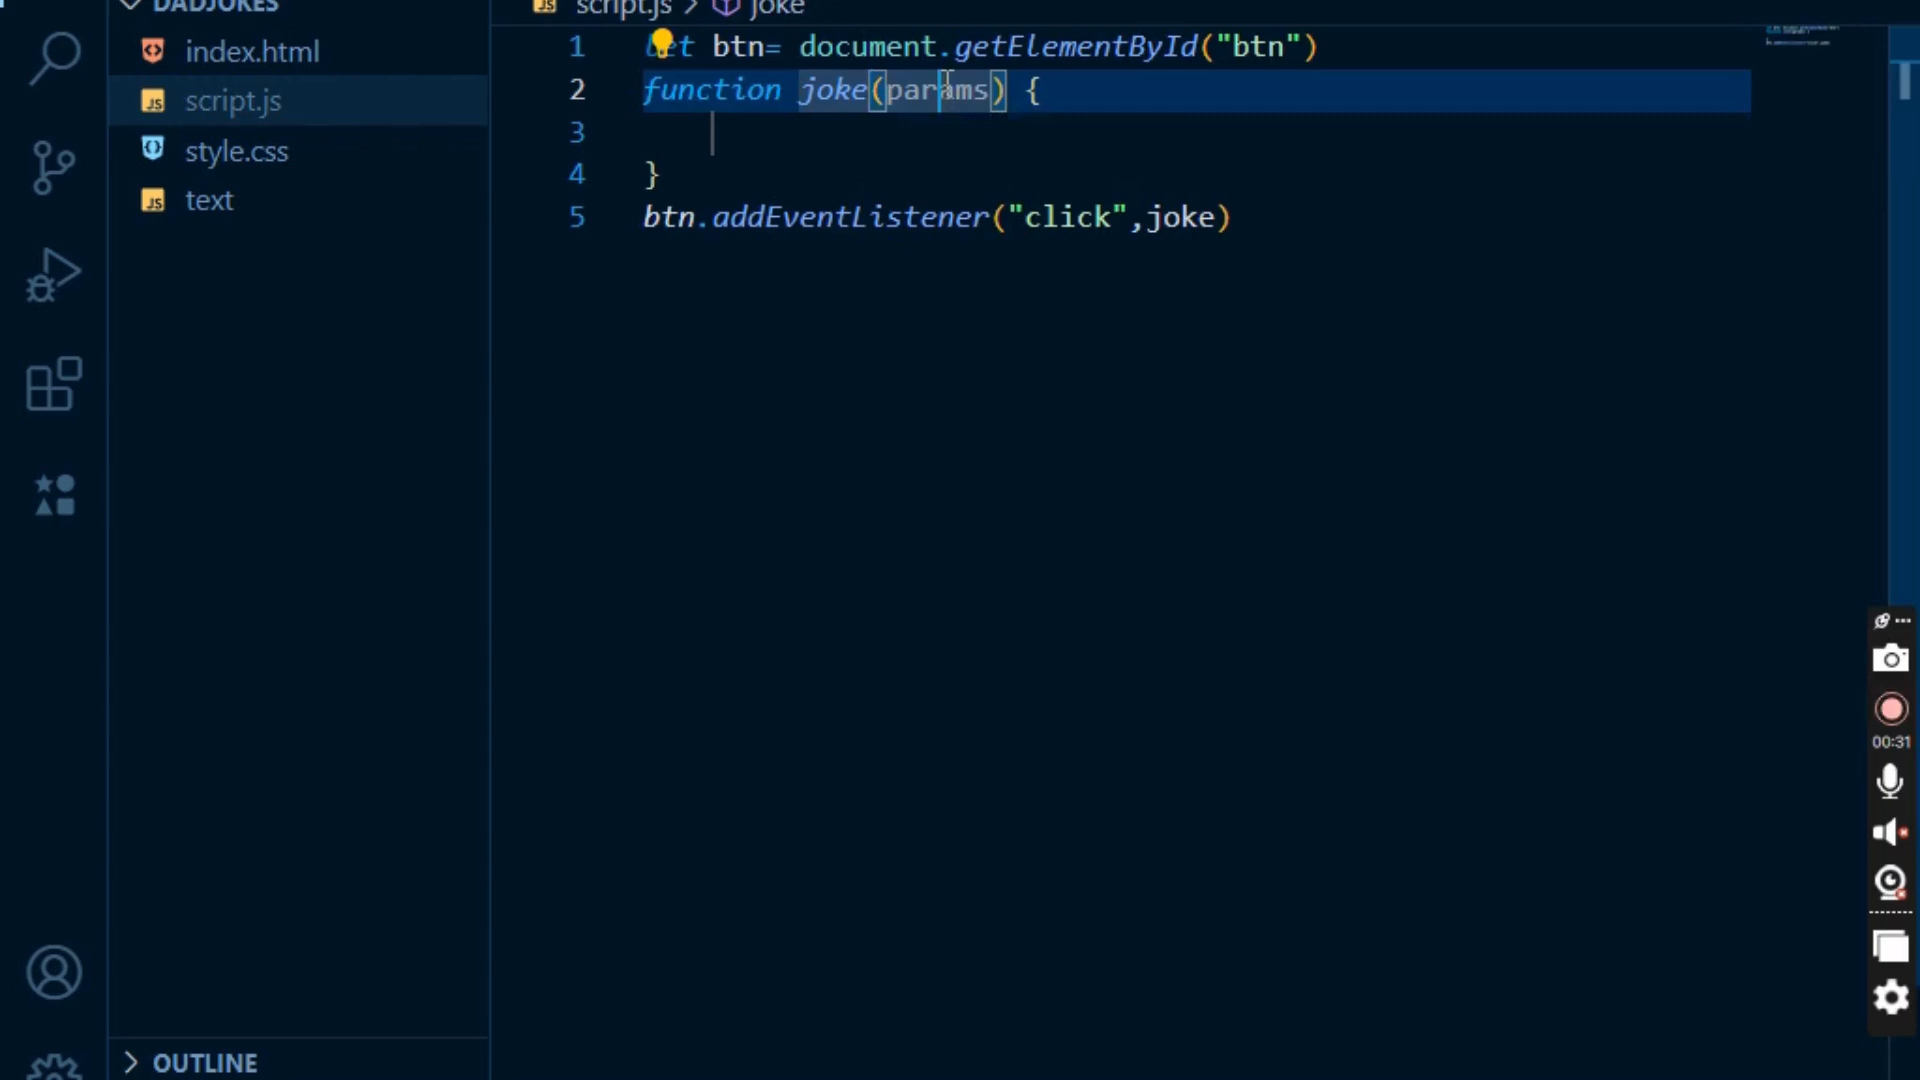 DADJOKES
index.html
script.js
style.css
text
OUTLINE
script.js > joke
1 let btn= document.getElementById("btn")
2 function joke(params) {
3
4 }
5 btn.addEventListener("click",joke)
00:31